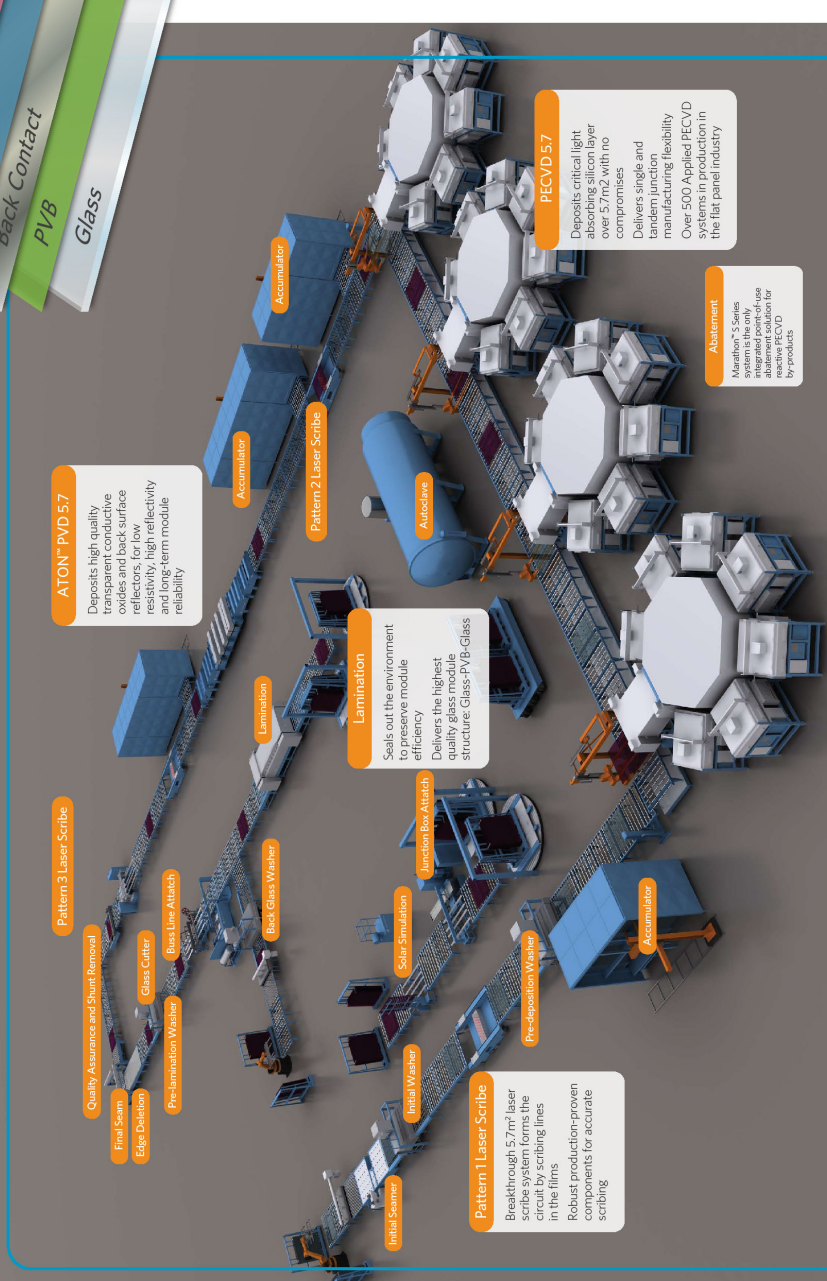 Back Contact
PVB
Glass
Pattern 3 Laser Scribe
Quality Assurance and Shunt Removal
Final Seam
Edge Deletion
Glass Cutter
Pre-lamination Washer
Buss Line Attatch
Back Glass Washer
Lamination
ATON™ PVD 5.7
Deposits high quality
transparent conductive
oxides and back surface
reflectors, for low
resistivity, high reflectivity
and long-term module
reliability
Accumulator
Accumulator
Pattern 2 Laser Scribe
Autoclave
Lamination
Seals out the environment
to preserve module
efficiency
Delivers the highest
quality glass module
structure: Glass-PVB-Glass
Junction Box Attatch
Solar Simulation
Initial Seamer
Initial Washer
Pattern 1 Laser Scribe
Breakthrough 5.7m² laser
scribe system forms the
circuit by scribing lines
in the films
Robust production-proven
components for accurate
scribing
Pre-deposition Washer
Accumulator
PECVD 5.7
Deposits critical light
absorbing silicon layer
over 5.7m2 with no
compromises
Delivers single and
tandem junction
manufacturing flexibility
Over 500 Applied PECVD
systems in production in
the flat panel industry
Abatement
Marathon™ S Series
system is the only
integrated point-of-use
abatement solution for
reactive PECVD
by-products